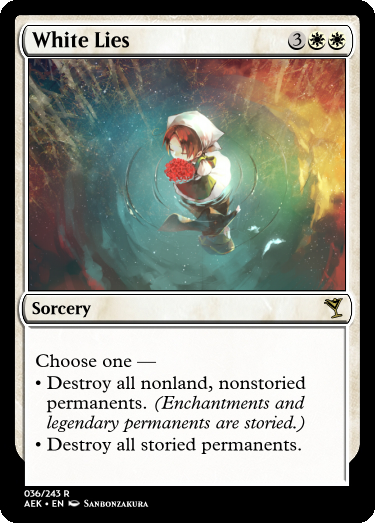 White Lies 3
Sorcery
Choose one —
• Destroy all nonland, nonstoried
permanents. (Enchantments and
legendary permanents are storied.)
• Destroy all storied permanents.
036/243 R
AEK • EN SANBONZAKURA